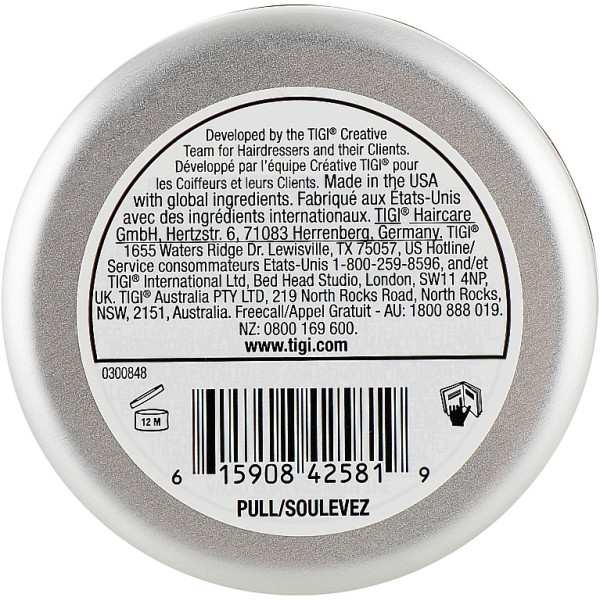 Developed by the TIGI® Creative
Team for Hairdressers and their Clients.
Développé par l'équipe Créative TIGI® pour
les Coiffeurs et leurs Clients. Made in the USA
with global ingredients. Fabriqué aux États-Unis
avec des ingrédients internationaux. TIGI® Haircare
GmbH, Hertzstr. 6, 71083 Herrenberg, Germany. TIGI®
1655 Waters Ridge Dr. Lewisville, TX 75057, US Hotline/
Service consommateurs Etats-Unis 1-800-259-8596, and/et
TIGI® International Ltd, Bed Head Studio, London, SW11 4NP,
UK. TIGI® Australia PTY LTD, 219 North Rocks Road, North Rocks,
NSW, 2151, Australia. Freecall/Appel Gratuit - AU: 1800 888 019.
NZ: 0800 169 600.
www.tigi.com
0300848
12 M
6 15908 42581 9
PULL/SOULEVEZ